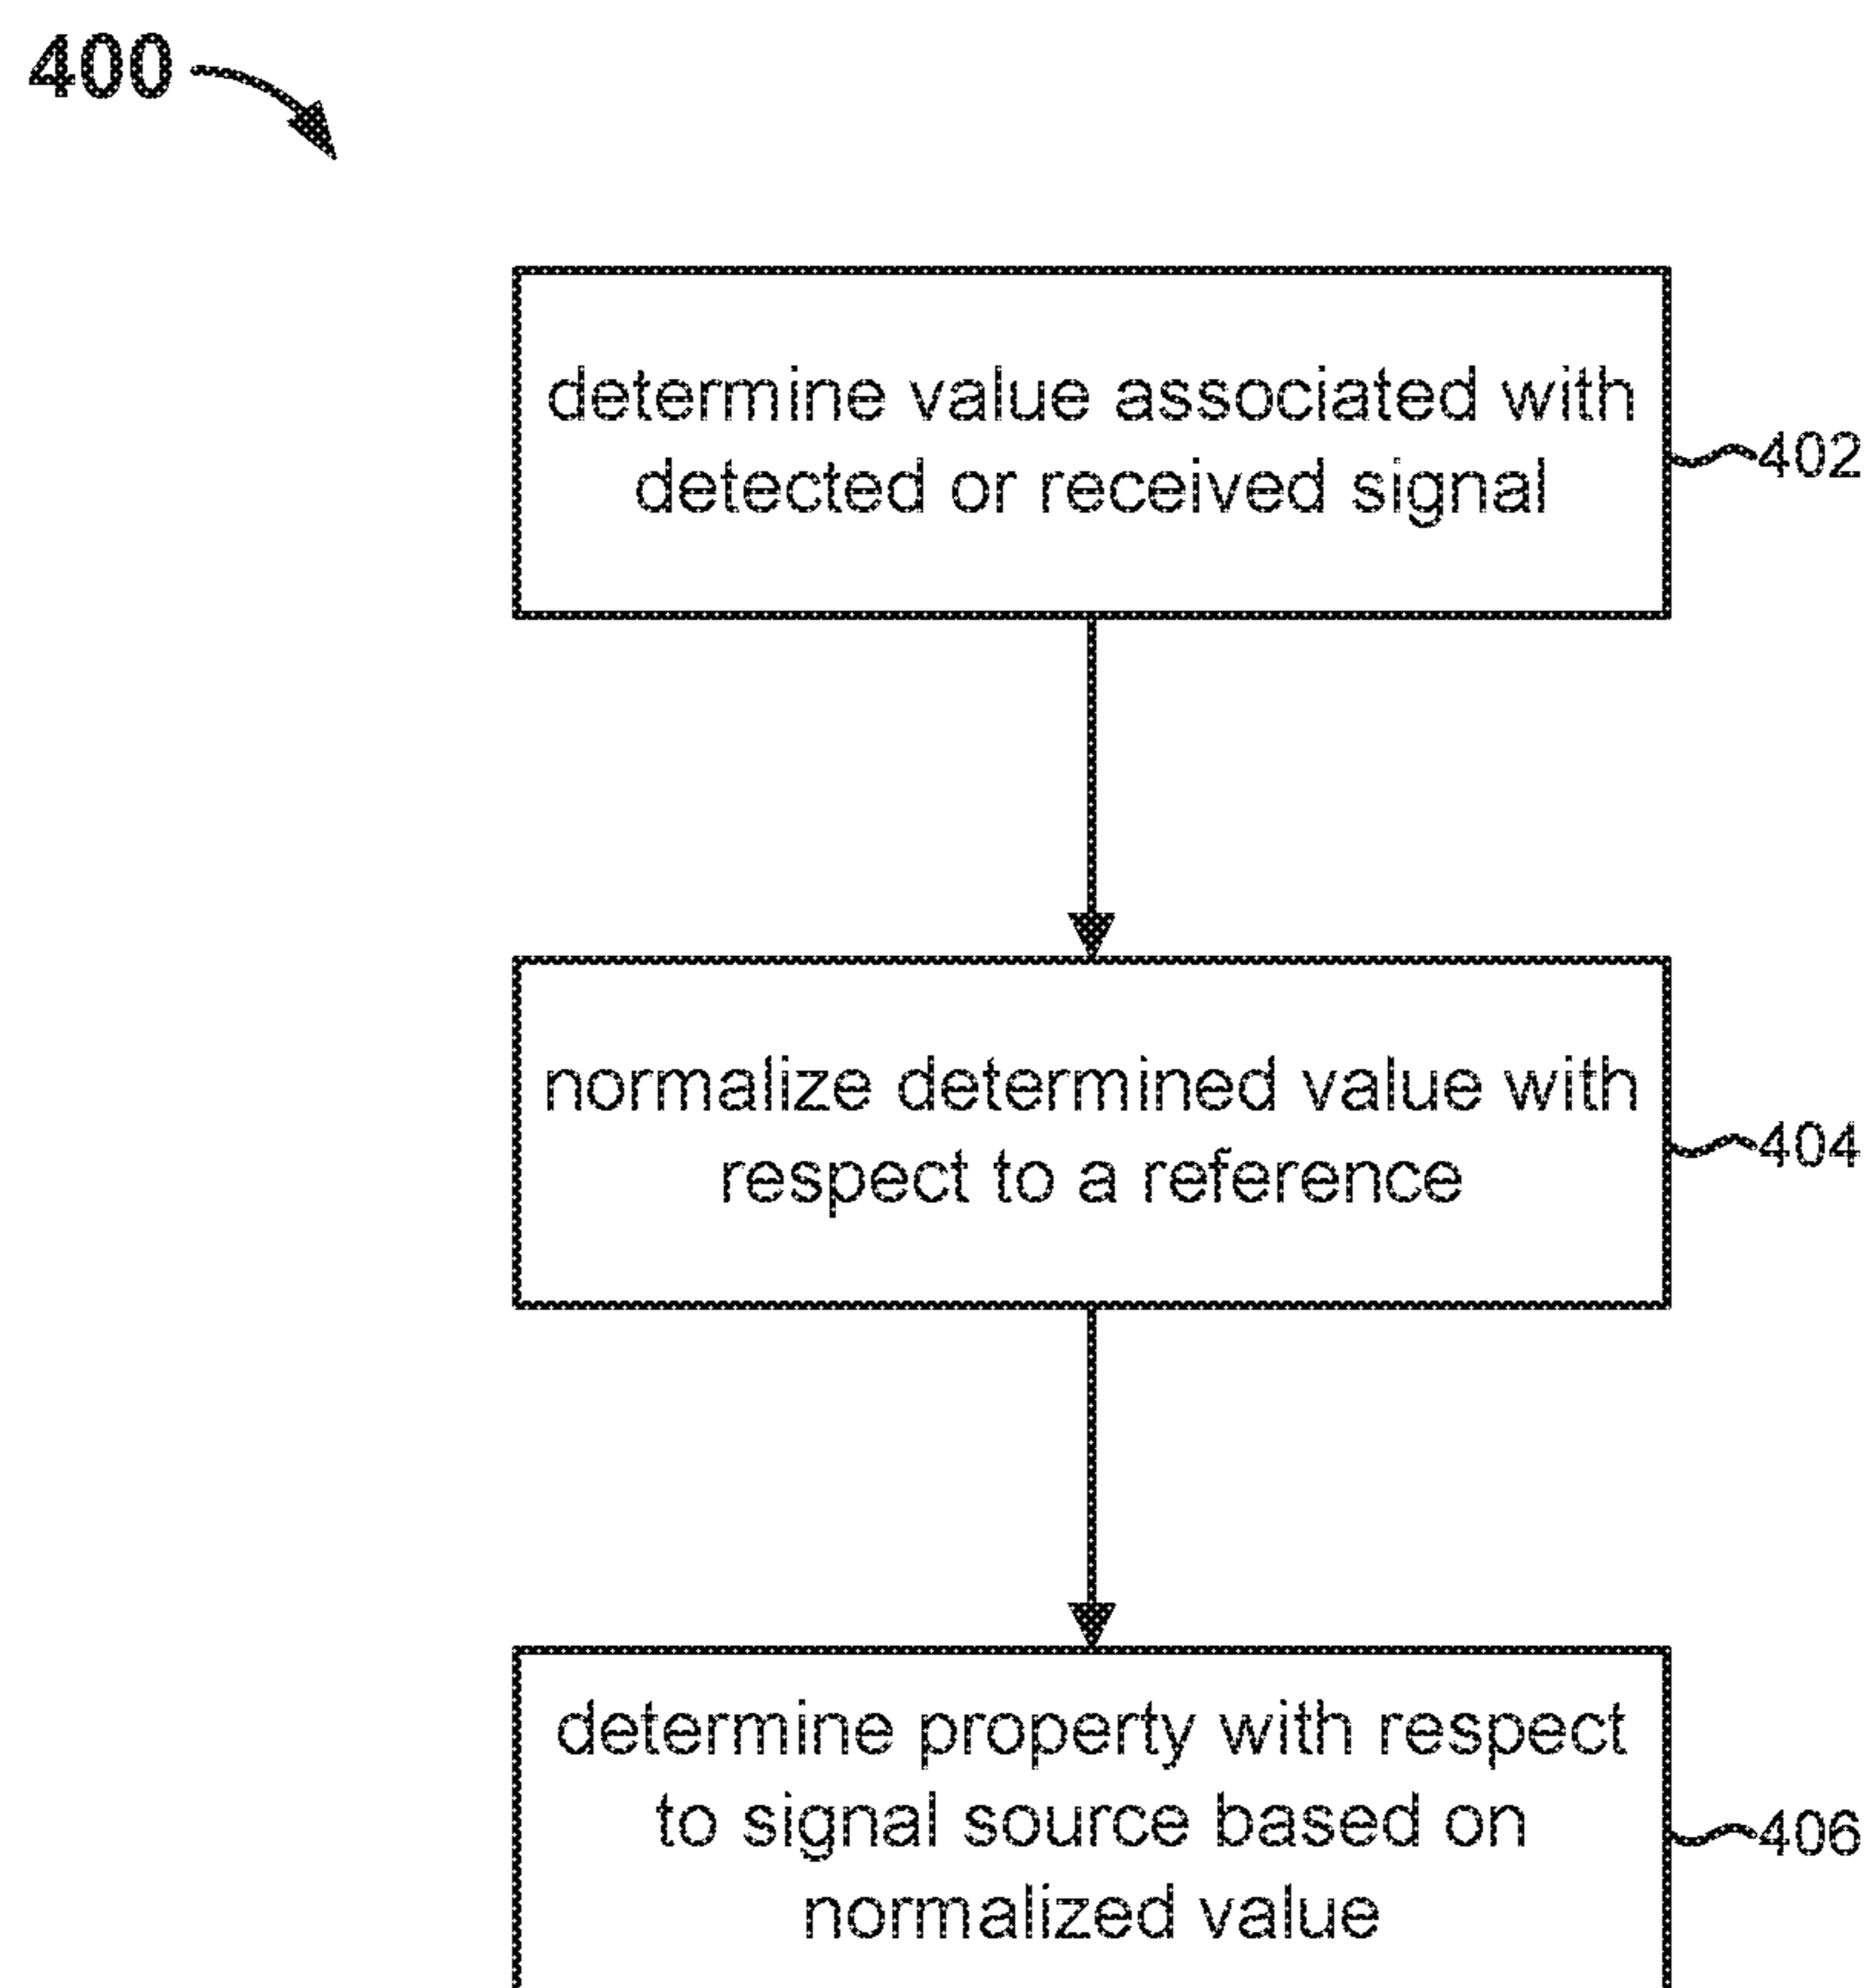 400
determine value associated with
detected or received signal
402
normalize determined value with
respect to a reference
404
determine property with respect
to signal source based on
normalized value
406